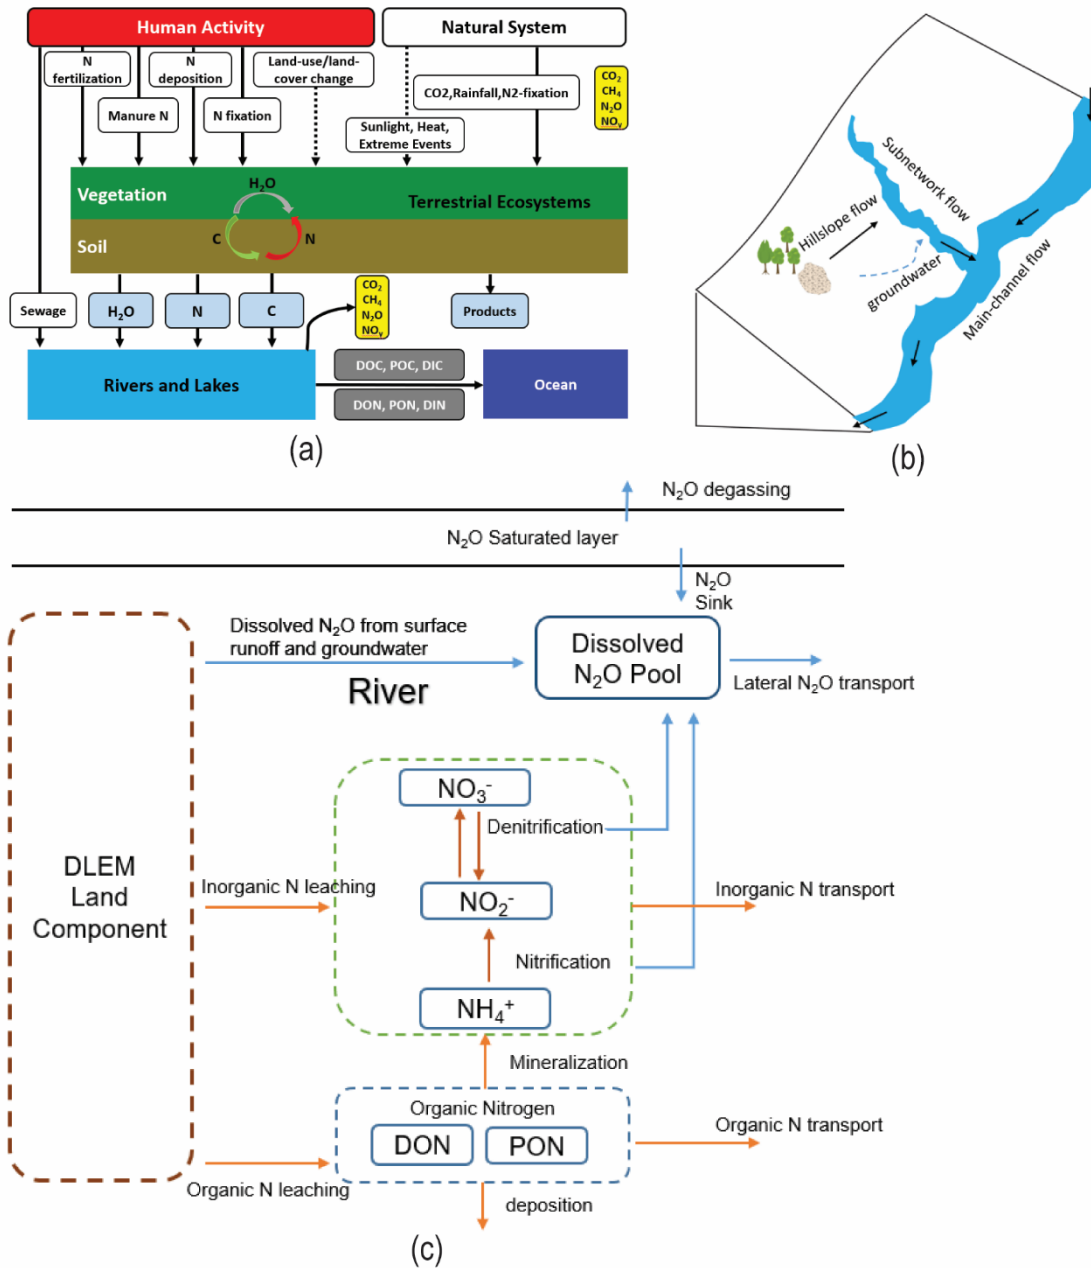 Human Activity
Natural System
N
fertilization
N
deposition
Land-use/land-
cover change
CO2,Rainfall,N2-fixation
CO₂
CH₄
N₂O
NOᵧ
Manure N
N fixation
Sunlight, Heat,
Extreme Events
Vegetation
H₂O
Terrestrial Ecosystems
Soil
C
N
Sewage
H₂O
N
C
CO₂
CH₄
N₂O
NOᵧ
Products
Rivers and Lakes
DOC, POC, DIC
DON, PON, DIN
Ocean
(a)
Subnetwork flow
Hillslope flow
groundwater
Main-channel flow
(b)
N₂O degassing
N₂O Saturated layer
N₂O
Sink
Dissolved N₂O from surface
runoff and groundwater
River
Dissolved
N₂O Pool
Lateral N₂O transport
NO₃⁻
Denitrification
DLEM
Land
Component
Inorganic N leaching
NO₂⁻
Inorganic N transport
Nitrification
NH₄⁺
Mineralization
Organic Nitrogen
DON
PON
Organic N transport
Organic N leaching
deposition
(c)